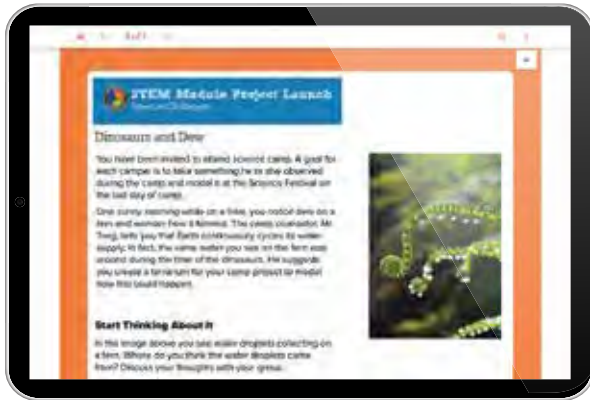 STEM Module Project Launch
Dinosaurs and Dew
You have been invited to attend science camp. A goal for
each camper is to take something he or she observed
during the camp and model it at the Science Festival on
the last day of camp.
One sunny morning while on a hike, you notice dew on a
fern and wonder how it formed. The camp counselor, Mr.
Tanj, tells you that Earth continuously cycles its water
supply. In fact, the same water you see on the fern was
around during the time of the dinosaurs. He suggests
you create a terrarium for your camp project to model
how this could happen.
Start Thinking About It
In the image above you see water droplets collecting on
a fern. Where do you think the water droplets came
from? Discuss your thoughts with your group.